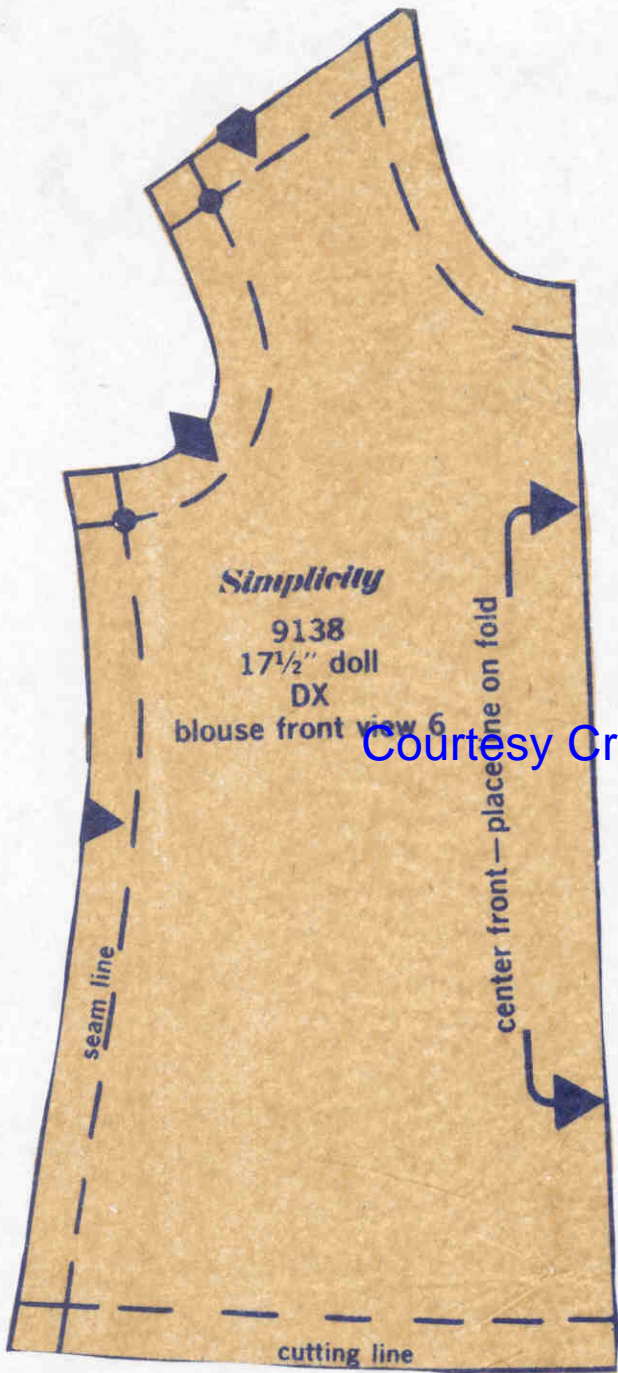 Simplicity
9138
17½″ doll
DX
blouse front view 6
center front—place one on fold
Courtesy Cr
seam line
cutting line